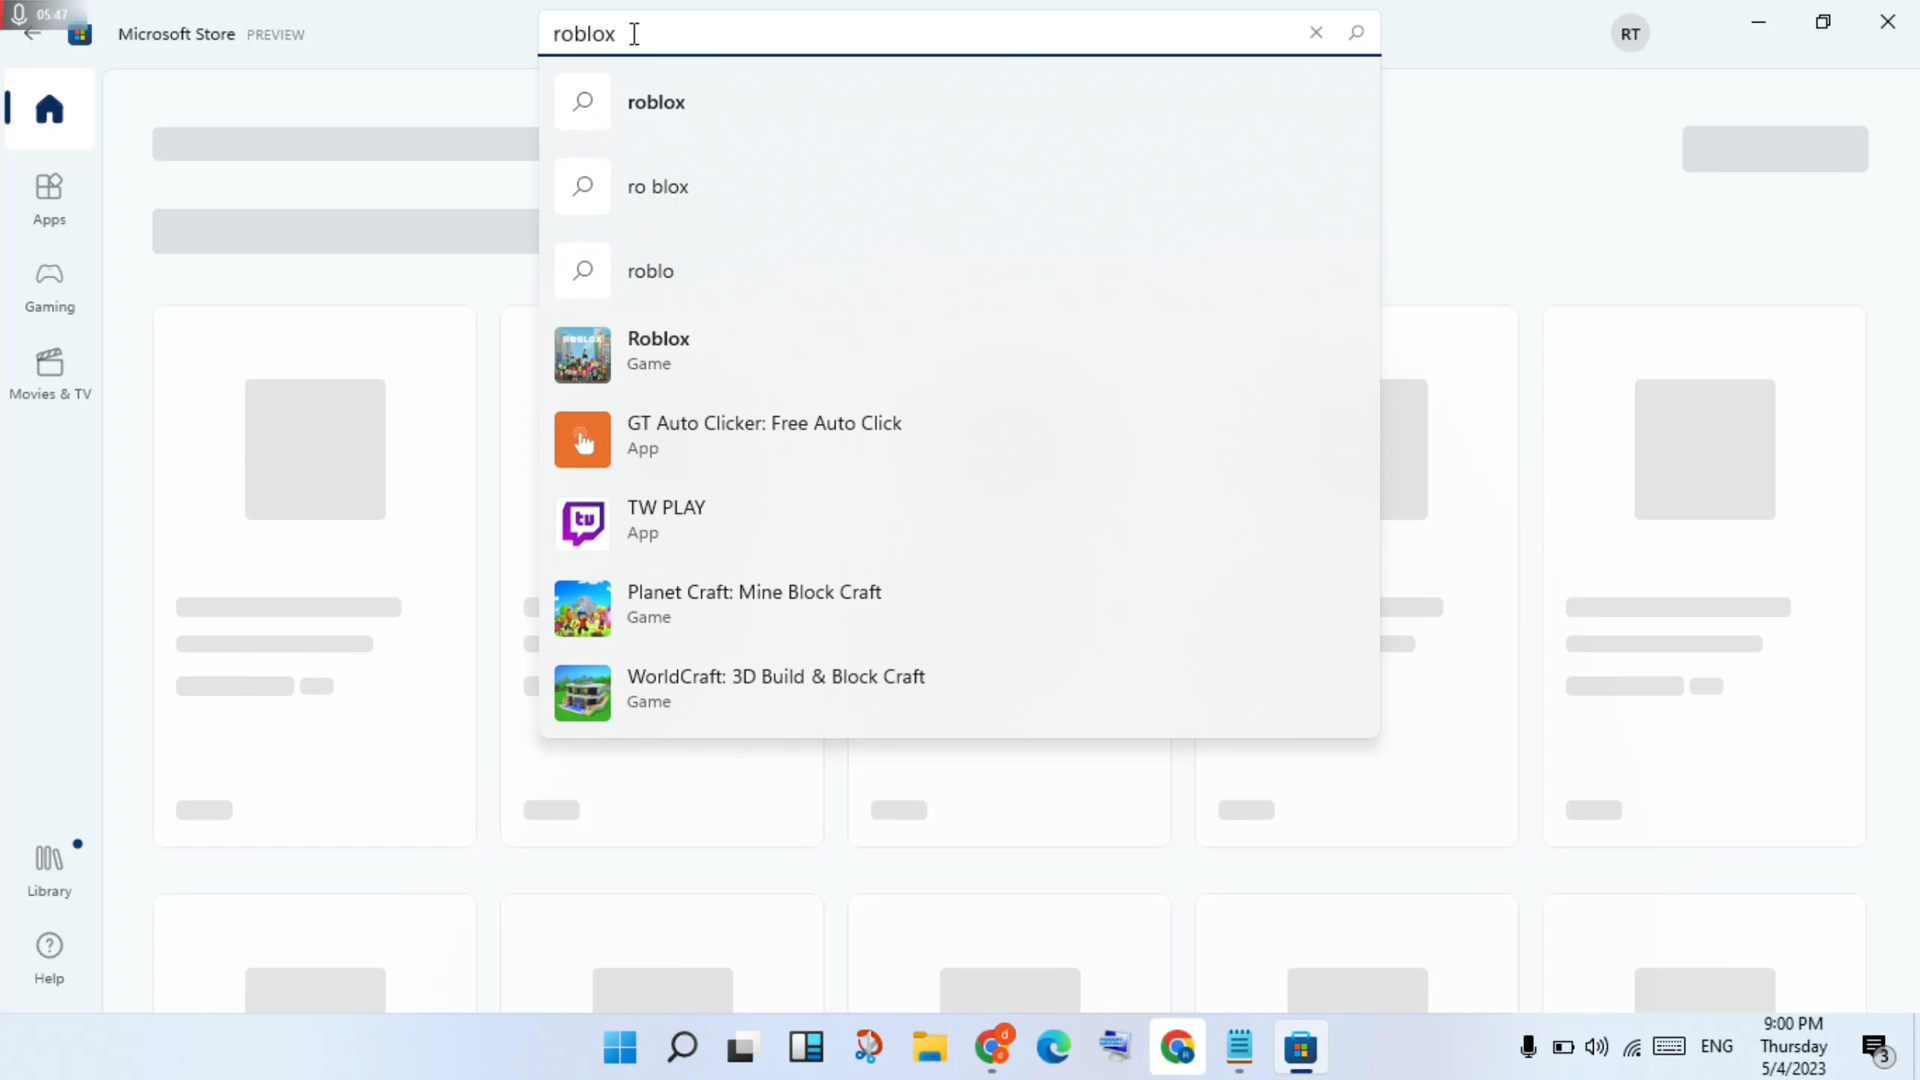 05:47
Microsoft Store PREVIEW
roblox
RT
roblox
ro blox
roblo
Roblox
Game
GT Auto Clicker: Free Auto Click
App
TW PLAY
App
Planet Craft: Mine Block Craft
Game
WorldCraft: 3D Build & Block Craft
Game
Apps
Gaming
Movies & TV
Library
Help
ENG
9:00 PM
Thursday
5/4/2023
3